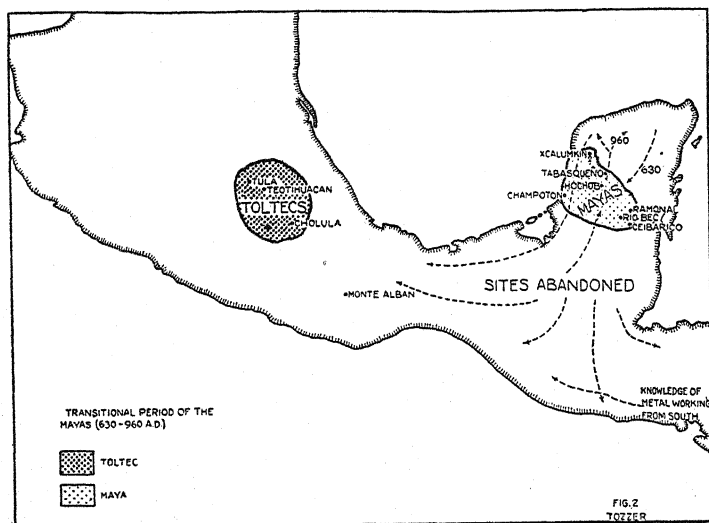 960
XCALUMKIN
630
TABASQUENO
HOCHOB
CHAMPOTON
MAYAS
RAMONAL
RIO BEC
CEIBARICO
TULA
TEOTIHUACAN
TOLTECS
CHOLULA
SITES ABANDONED
MONTE ALBAN
KNOWLEDGE OF
METAL WORKING
FROM SOUTH
TRANSITIONAL PERIOD OF THE
MAYAS (630-960 A.D.)
TOLTEC
MAYA
FIG.2
TOZZER